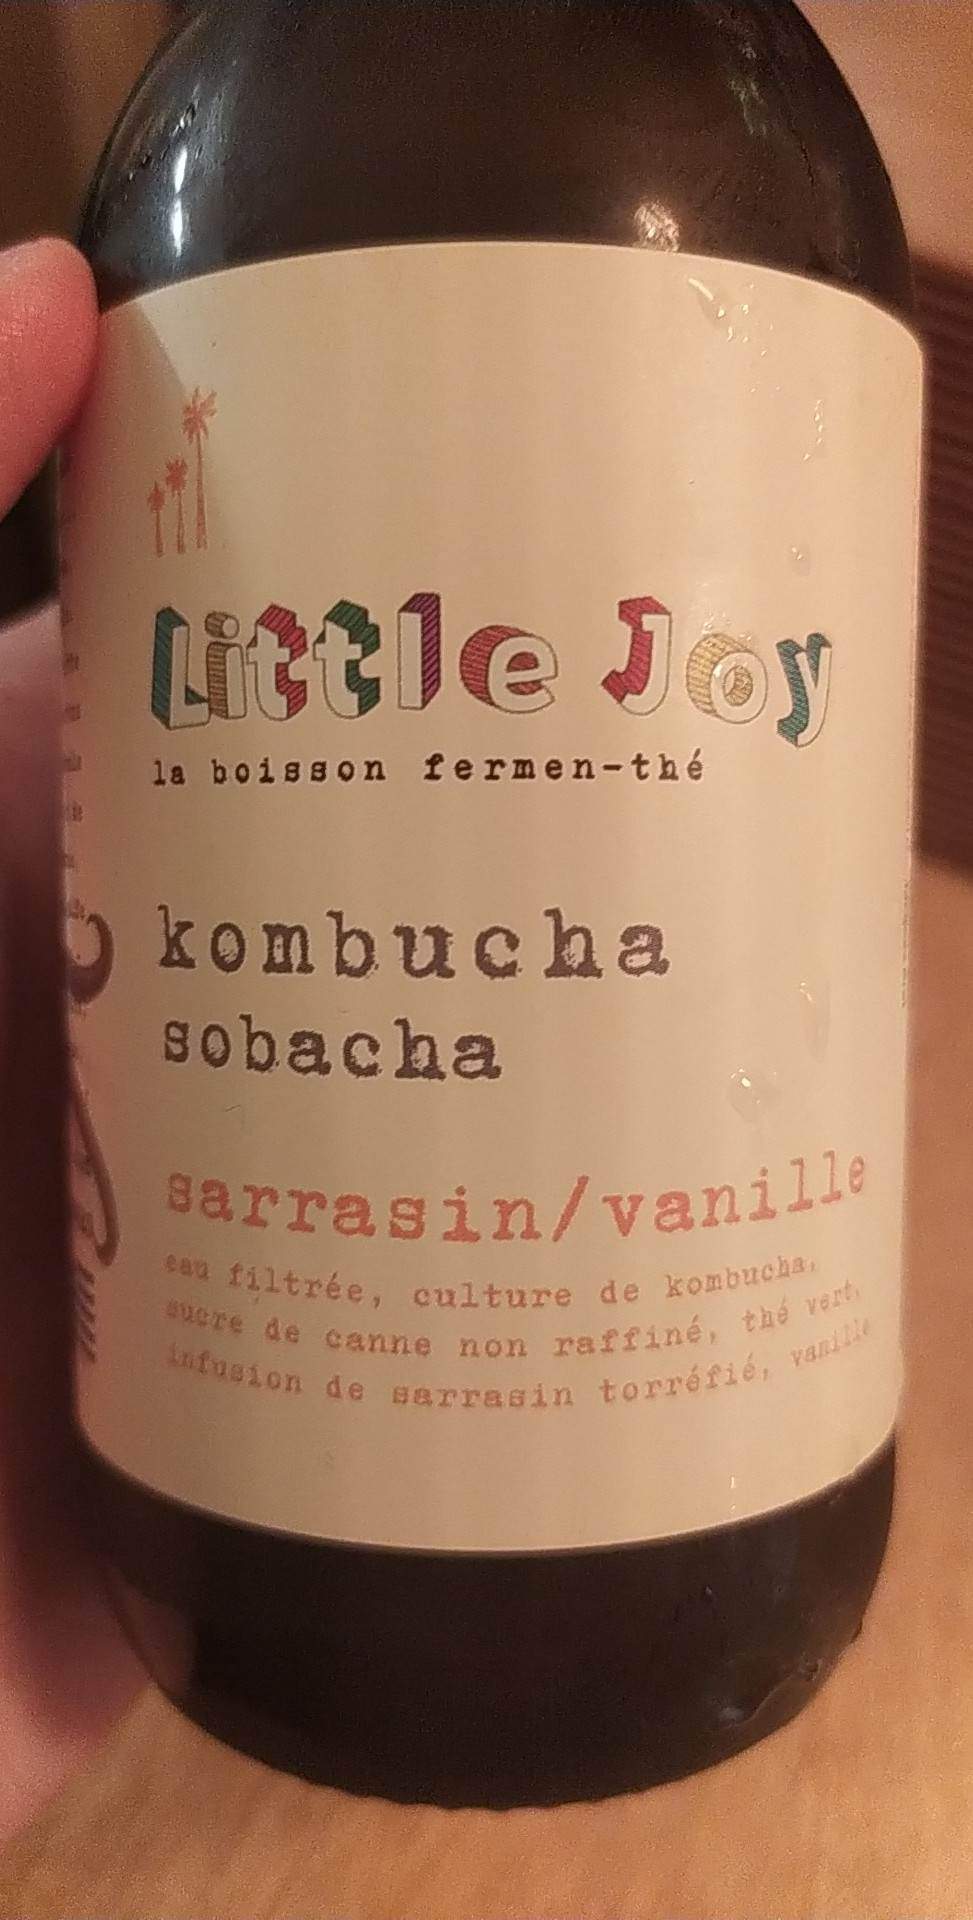 Little Joy
la boisson fermen-thé
kombucha
sobacha
sarrasin/vanille
eau filtrée, culture de kombucha,
sucre de canne non raffiné, thé vert,
infusion de sarrasin torréfié, vanille